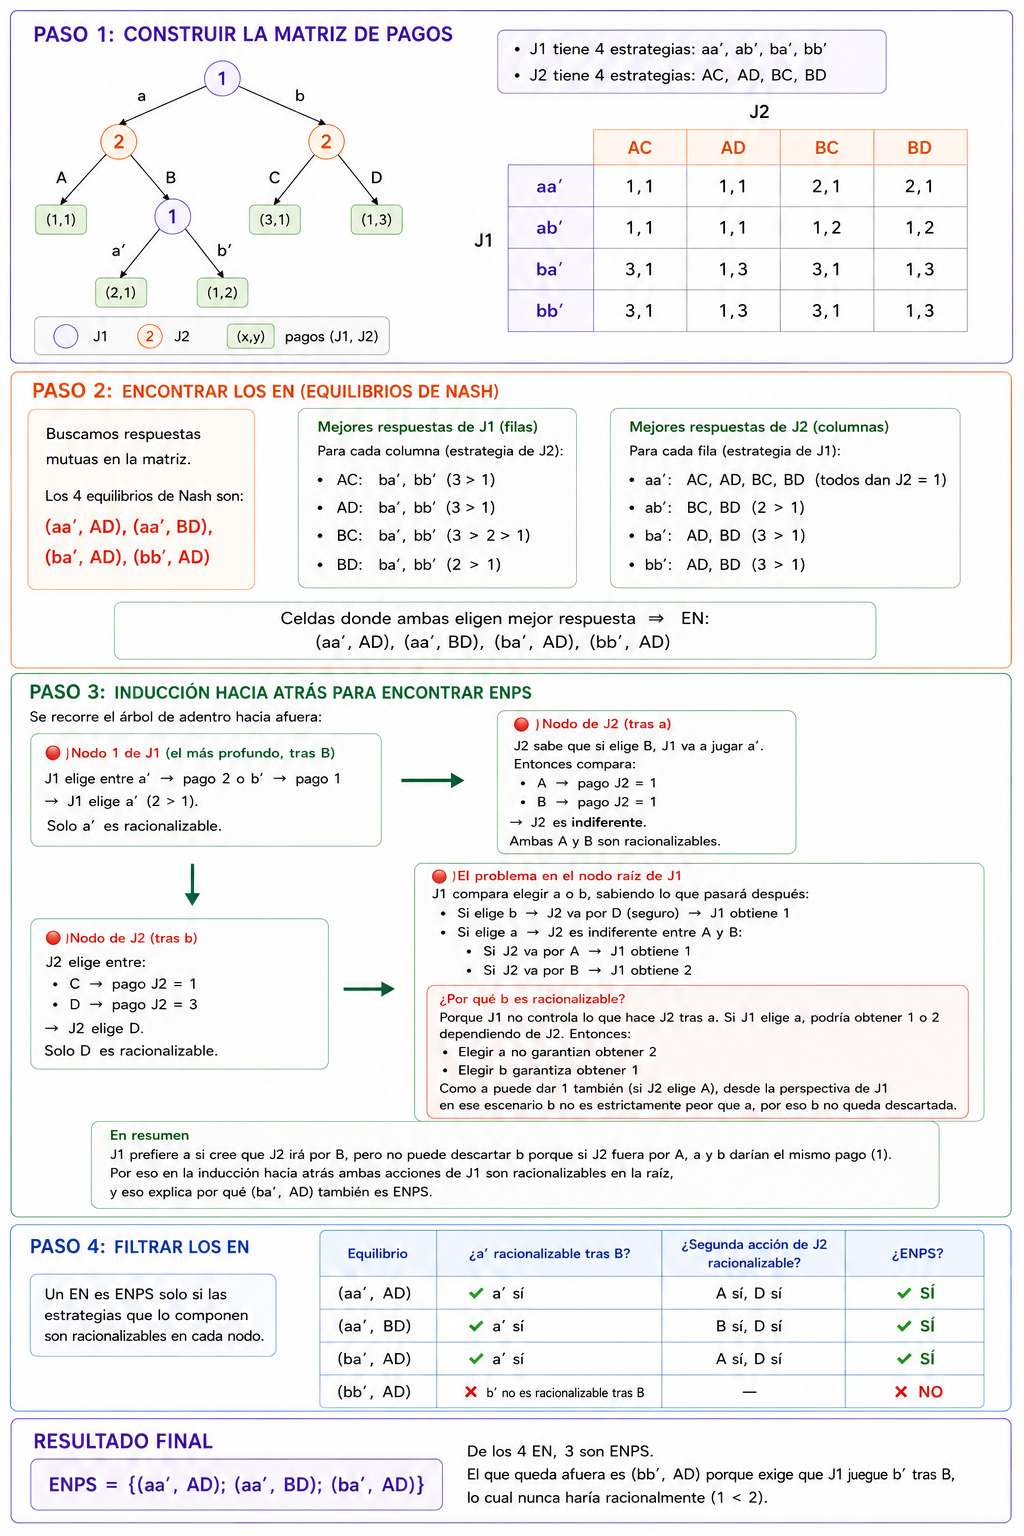 PASO 1: CONSTRUIR LA MATRIZ DE PAGOS
• J1 tiene 4 estrategias: aa′, ab′, ba′, bb′
• J2 tiene 4 estrategias: AC, AD, BC, BD
1
a
b
2
2
A
B
C
D
(1,1)
1
(3,1)
(1,3)
a′
b′
(2,1)
(1,2)
J1
2
J2
(x,y)
pagos (J1, J2)
J2
AC AD BC BD
J1
aa′ 1,1 1,1 2,1 2,1
ab′ 1,1 1,1 1,2 1,2
ba′ 3,1 1,3 3,1 1,3
bb′ 3,1 1,3 3,1 1,3
PASO 2: ENCONTRAR LOS EN (EQUILIBRIOS DE NASH)
Buscamos respuestas
mutuas en la matriz.
Los 4 equilibrios de Nash son:
(aa′, AD), (aa′, BD),
(ba′, AD), (bb′, AD)
Mejores respuestas de J1 (filas)
Para cada columna (estrategia de J2):
• AC: ba′, bb′ (3 > 1)
• AD: ba′, bb′ (3 > 1)
• BC: ba′, bb′ (3 > 2 > 1)
• BD: ba′, bb′ (2 > 1)
Mejores respuestas de J2 (columnas)
Para cada fila (estrategia de J1):
• aa′: AC, AD, BC, BD (todos dan J2 = 1)
• ab′: BC, BD (2 > 1)
• ba′: AD, BD (3 > 1)
• bb′: AD, BD (3 > 1)
Celdas donde ambas eligen mejor respuesta ⇒ EN:
(aa′, AD), (aa′, BD), (ba′, AD), (bb′, AD)
PASO 3: INDUCCIÓN HACIA ATRÁS PARA ENCONTRAR ENPS
Se recorre el árbol de adentro hacia afuera:
)Nodo 1 de J1 (el más profundo, tras B)
J1 elige entre a′ → pago 2 o b′ → pago 1
→ J1 elige a′ (2 > 1).
Solo a′ es racionalizable.
)Nodo de J2 (tras a)
J2 sabe que si elige B, J1 va a jugar a′.
Entonces compara:
• A → pago J2 = 1
• B → pago J2 = 1
→ J2 es indiferente.
Ambas A y B son racionalizables.
)Nodo de J2 (tras b)
J2 elige entre:
• C → pago J2 = 1
• D → pago J2 = 3
→ J2 elige D.
Solo D es racionalizable.
)El problema en el nodo raíz de J1
J1 compara elegir a o b, sabiendo lo que pasará después:
• Si elige b → J2 va por D (seguro) → J1 obtiene 1
• Si elige a → J2 es indiferente entre A y B:
• Si J2 va por A → J1 obtiene 1
• Si J2 va por B → J1 obtiene 2
¿Por qué b es racionalizable?
Porque J1 no controla lo que hace J2 tras a. Si J1 elige a, podría obtener 1 o 2
dependiendo de J2. Entonces:
• Elegir a no garantizn obtener 2
• Elegir b garantiza obtener 1
Como a puede dar 1 también (si J2 elige A), desde la perspectiva de J1
en ese escenario b no es estrictamente peor que a, por eso b no queda descartada.
En resumen
J1 prefiere a si cree que J2 irá por B, pero no puede descartar b porque si J2 fuera por A, a y b darían el mismo pago (1).
Por eso en la inducción hacia atrás ambas acciones de J1 son racionalizables en la raíz,
y eso explica por qué (ba′, AD) también es ENPS.
PASO 4: FILTRAR LOS EN
Un EN es ENPS solo si las
estrategias que lo componen
son racionalizables en cada nodo.
Equilibrio ¿a′ racionalizable tras B? ¿Segunda acción de J2 racionalizable? ¿ENPS?
(aa′, AD) ✓ a′ sí A sí, D sí ✓ SÍ
(aa′, BD) ✓ a′ sí B sí, D sí ✓ SÍ
(ba′, AD) ✓ a′ sí A sí, D sí ✓ SÍ
(bb′, AD) ✗ b′ no es racionalizable tras B — ✗ NO
RESULTADO FINAL
ENPS = {(aa′, AD); (aa′, BD); (ba′, AD)}
De los 4 EN, 3 son ENPS.
El que queda afuera es (bb′, AD) porque exige que J1 juegue b′ tras B,
lo cual nunca haría racionalmente (1 < 2).